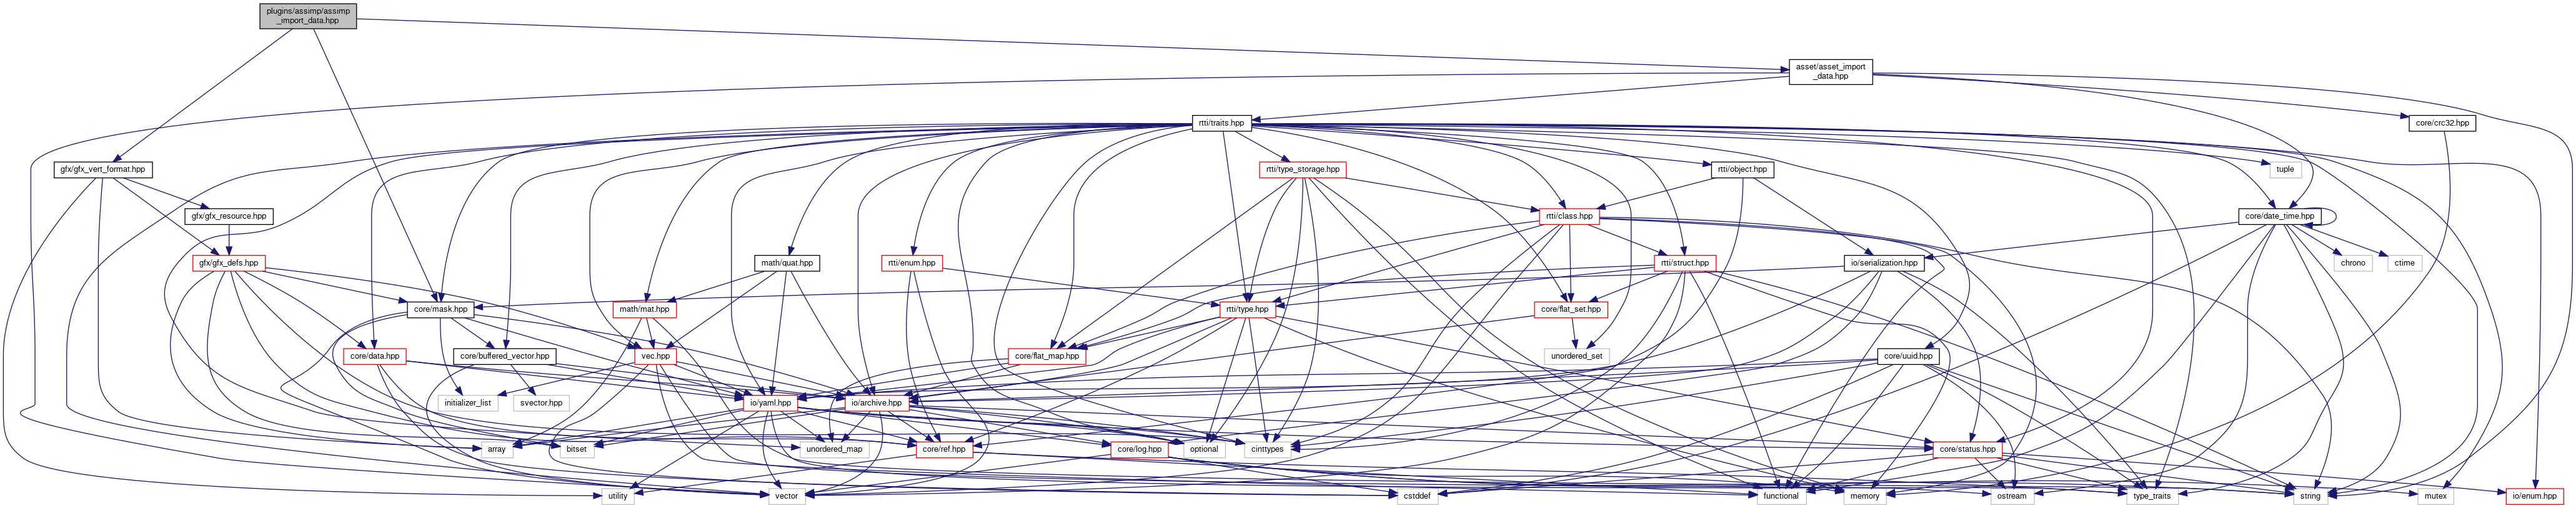 plugins/assimp/assimp
_import_data.hpp
asset/asset_import
_data.hpp
rtti/traits.hpp
core/crc32.hpp
gfx/gfx_vert_format.hpp
rtti/type_storage.hpp
rtti/object.hpp
tuple
gfx/gfx_resource.hpp
rtti/class.hpp
core/date_time.hpp
gfx/gfx_defs.hpp
math/quat.hpp
rtti/enum.hpp
rtti/struct.hpp
io/serialization.hpp
chrono
ctime
core/mask.hpp
math/mat.hpp
rtti/type.hpp
core/flat_set.hpp
core/data.hpp
core/buffered_vector.hpp
vec.hpp
core/flat_map.hpp
unordered_set
core/uuid.hpp
initializer_list
svector.hpp
io/yaml.hpp
io/archive.hpp
array
bitset
unordered_map
core/ref.hpp
core/log.hpp
optional
cinttypes
core/status.hpp
utility
vector
cstddef
functional
memory
ostream
type_traits
string
mutex
io/enum.hpp